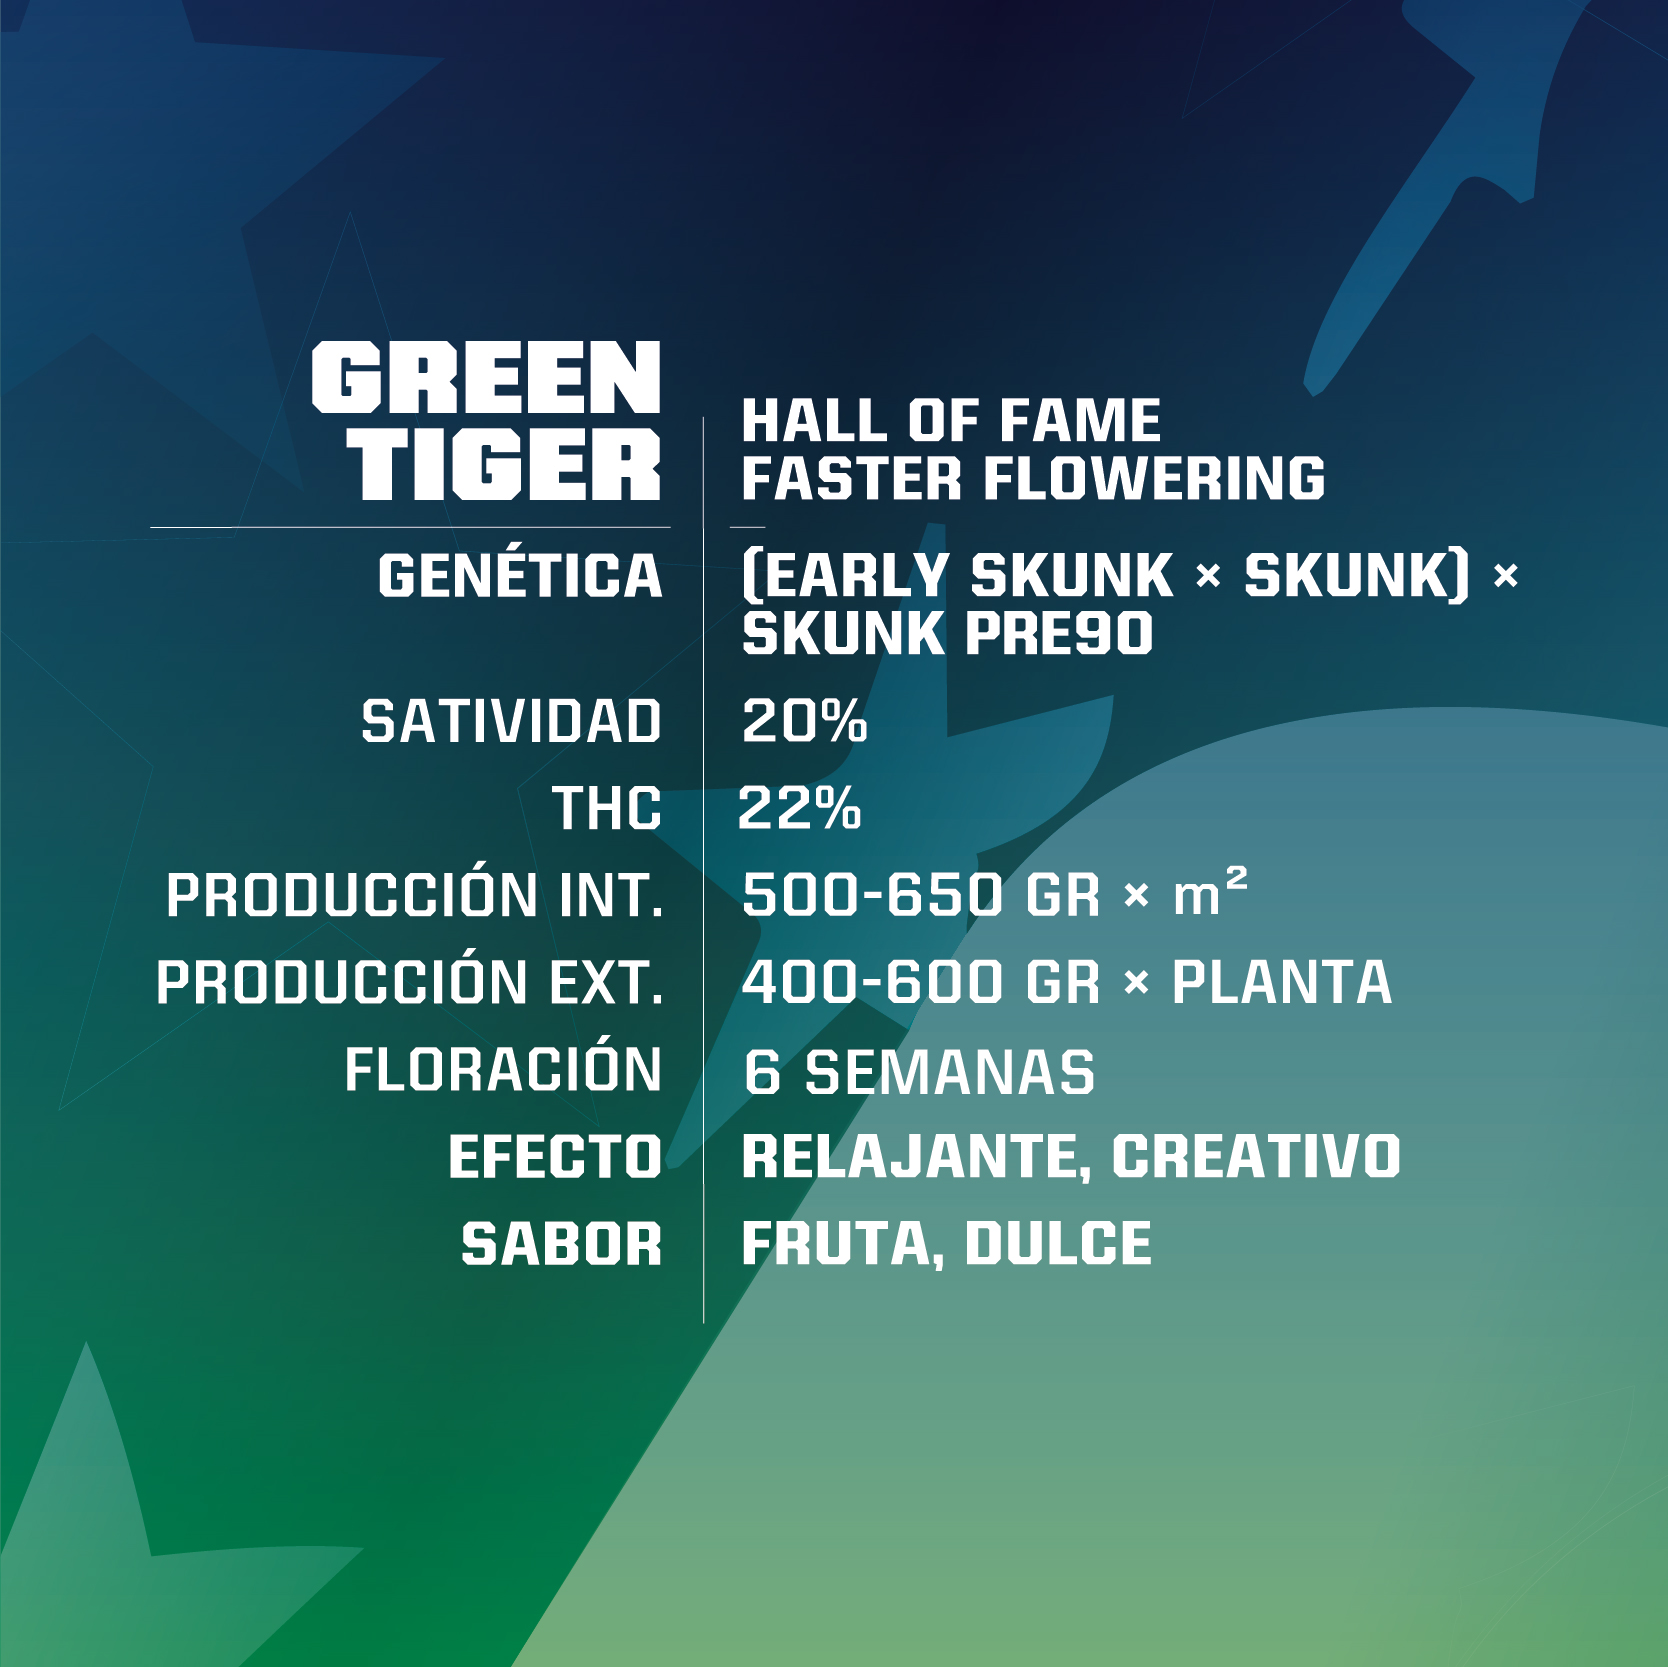 GREEN
TIGER
HALL OF FAME
FASTER FLOWERING
GENÉTICA
(EARLY SKUNK × SKUNK) ×
SKUNK PRE90
SATIVIDAD
20%
THC
22%
PRODUCCIÓN INT.
500-650 GR × m²
PRODUCCIÓN EXT.
400-600 GR × PLANTA
FLORACIÓN
6 SEMANAS
EFECTO
RELAJANTE, CREATIVO
SABOR
FRUTA, DULCE